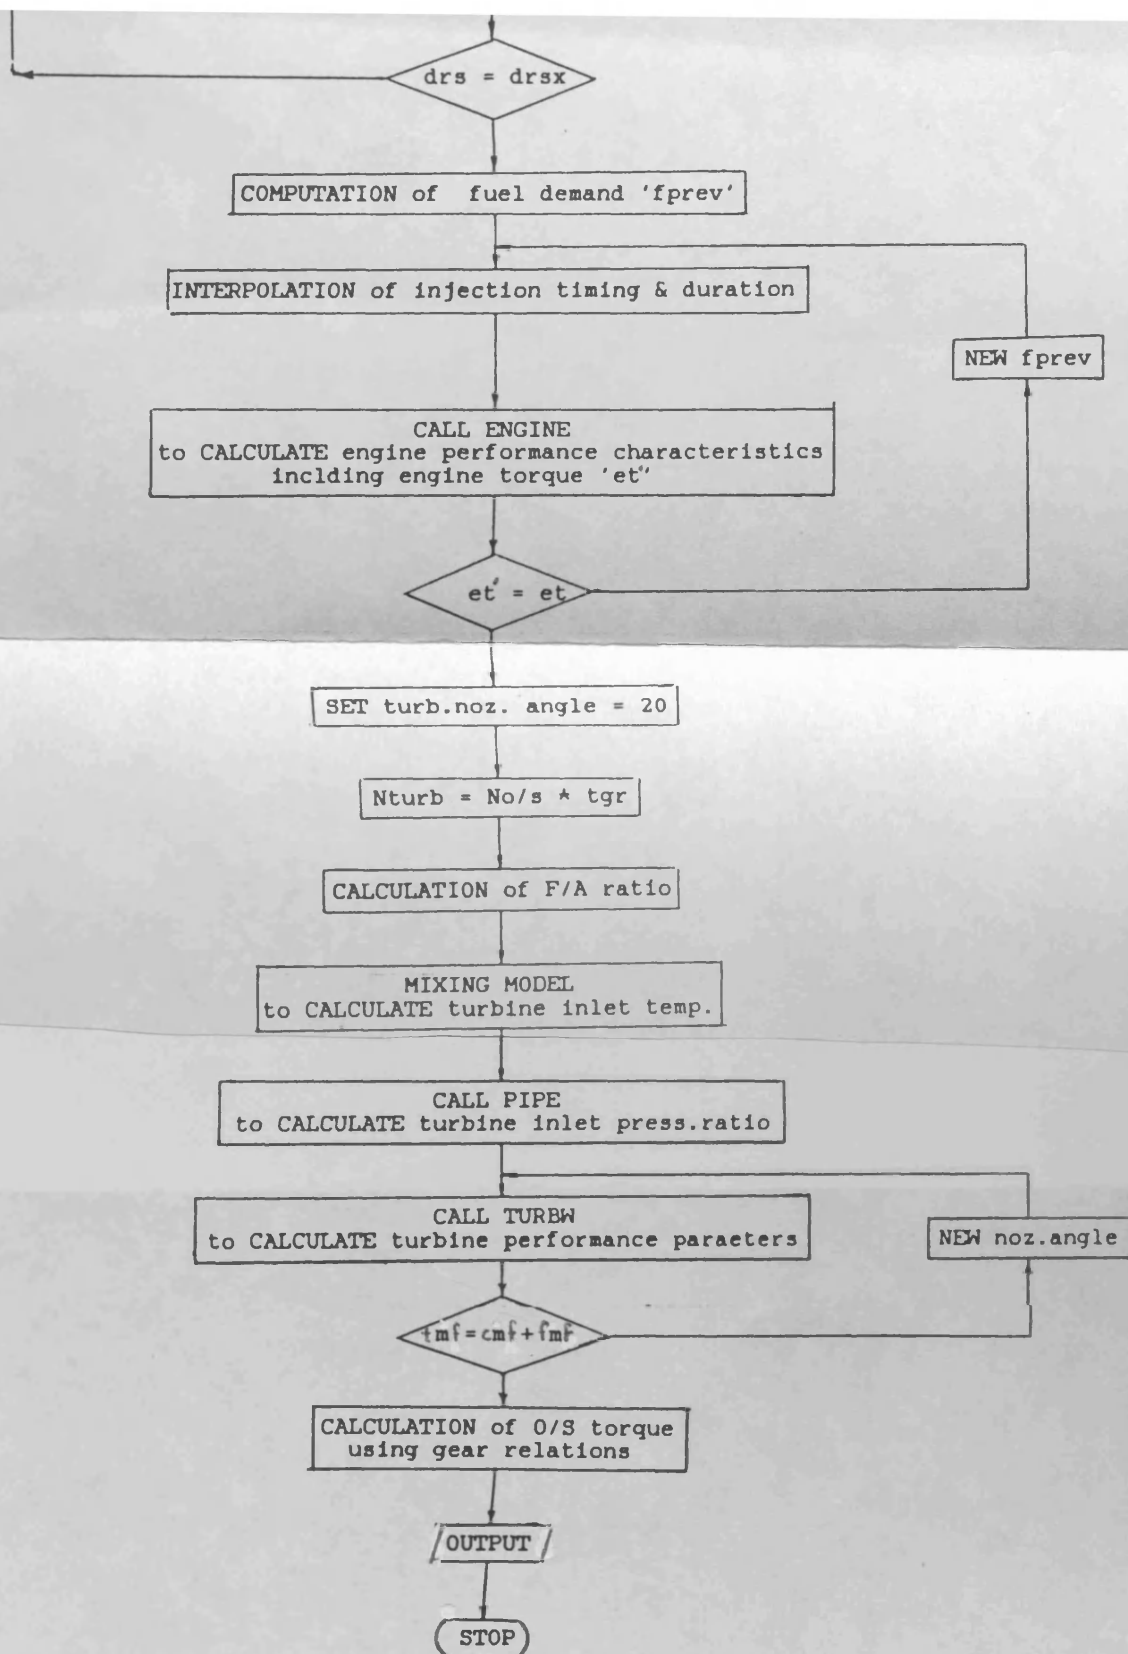 drs = drsx
COMPUTATION of fuel demand 'fprev'
INTERPOLATION of injection timing & duration
NEW fprev
CALL ENGINE
to CALCULATE engine performance characteristics
inclding engine torque 'et''
et' = et
SET turb.noz. angle = 20
Nturb = No/s * tgr
CALCULATION of F/A ratio
MIXING MODEL
to CALCULATE turbine inlet temp.
CALL PIPE
to CALCULATE turbine inlet press.ratio
CALL TURBW
to CALCULATE turbine performance paraeters
NEW noz.angle
tmf = cmf + fmf
CALCULATION of O/S torque
using gear relations
OUTPUT
STOP